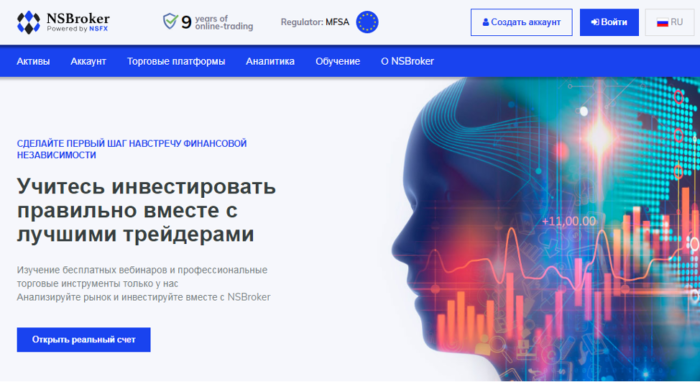 NSBroker
Powered by NSFX
9 years of
online-trading
Regulator: MFSA
Создать аккаунт
Войти
RU
Активы Аккаунт Торговые платформы Аналитика Обучение О NSBroker
СДЕЛАЙТЕ ПЕРВЫЙ ШАГ НАВСТРЕЧУ ФИНАНСОВОЙ
НЕЗАВИСИМОСТИ
Учитесь инвестировать
правильно вместе с
лучшими трейдерами
Изучение бесплатных вебинаров и профессиональные
торговые инструменты только у нас
Анализируйте рынок и инвестируйте вместе с NSBroker
Открыть реальный счет
+11,00.00